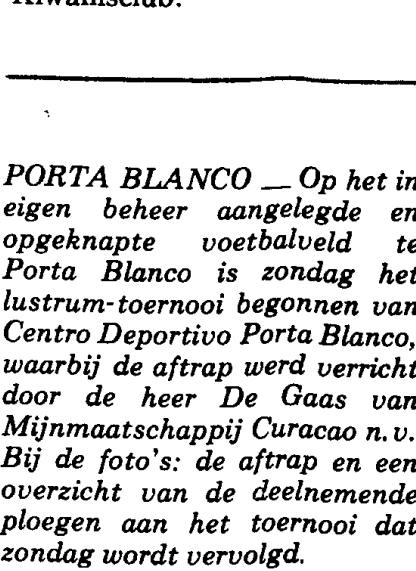 Kiwanisclub.
PORTA BLANCO — Op het in
eigen beheer aangelegde en
opgeknapte voetbalveld te
Porta Blanco is zondag het
lustrum-toernooi begonnen van
Centro Deportivo Porta Blanco,
waarbij de aftrap werd verricht
door de heer De Gaas van
Mijnmaatschappij Curacao n.v.
Bij de foto's: de aftrap en een
overzicht van de deelnemende
ploegen aan het toernooi dat
zondag wordt vervolgd.